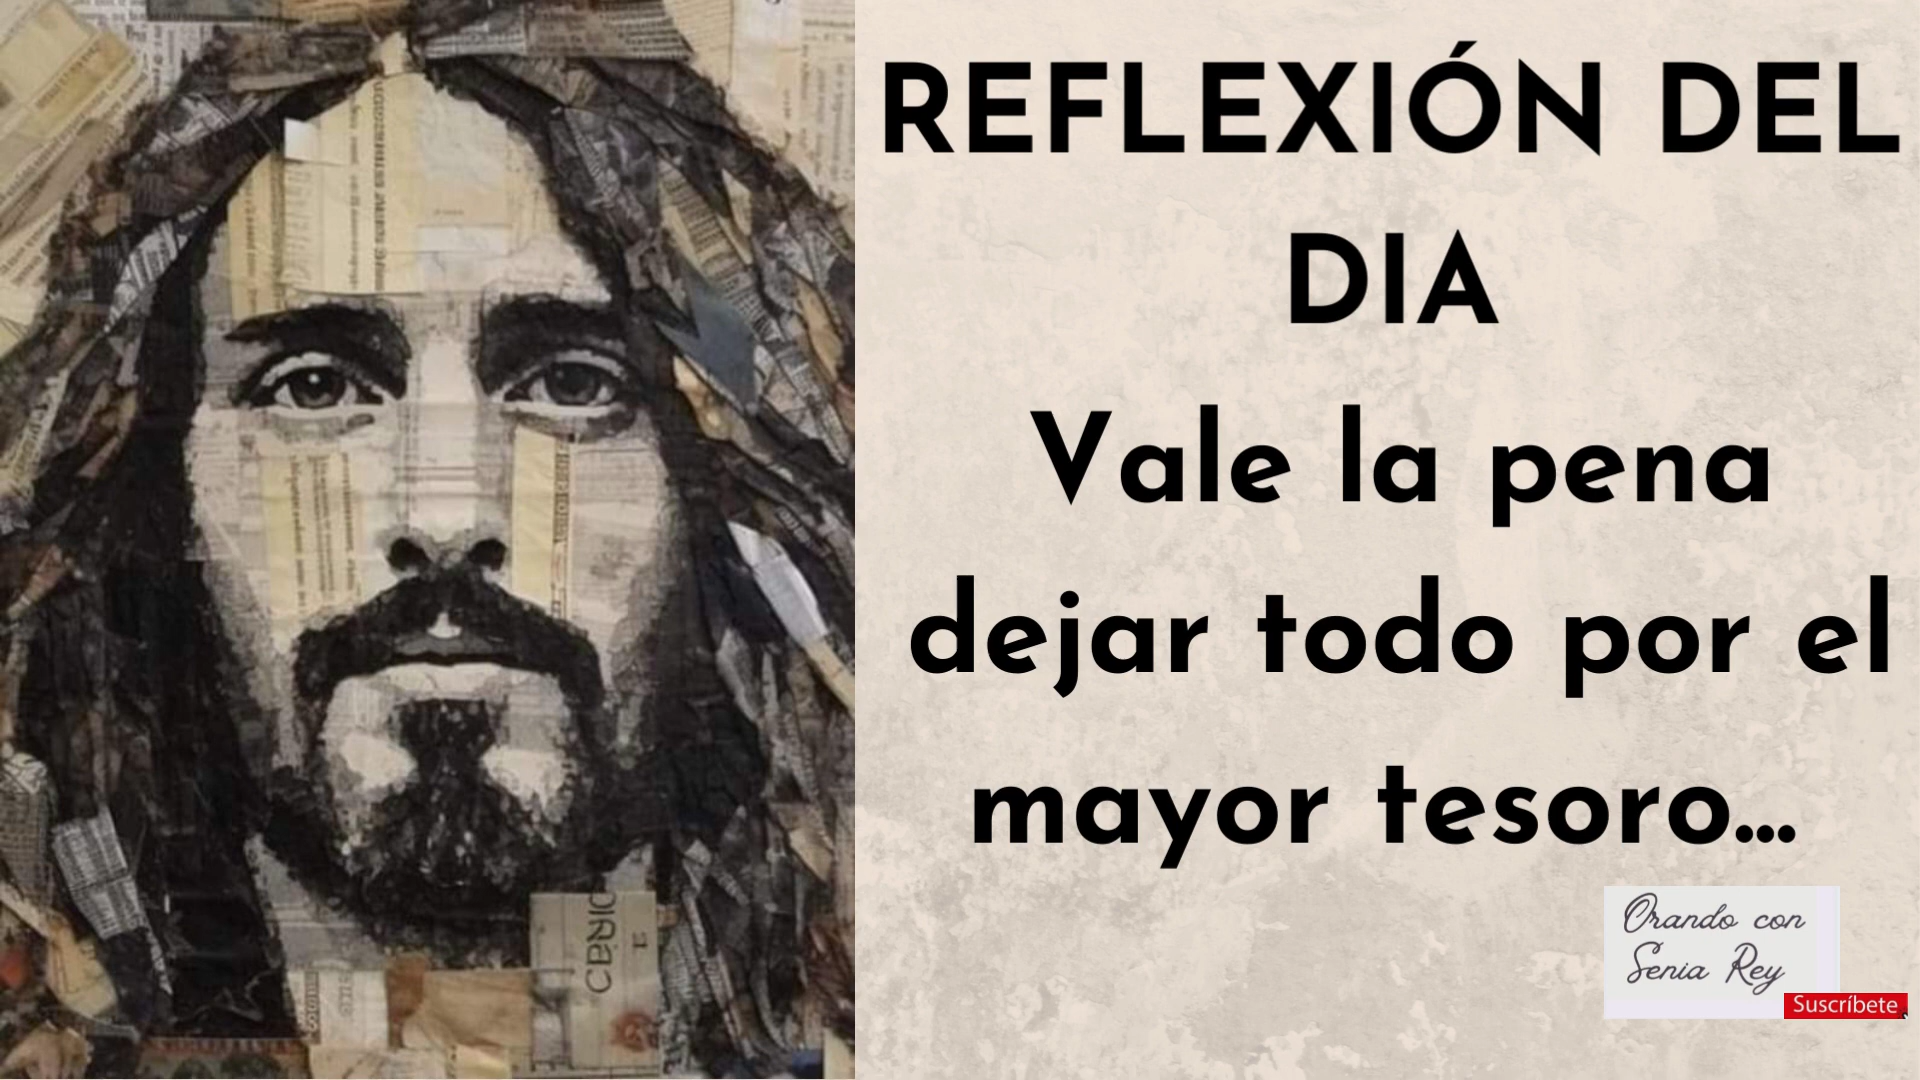 REFLEXIÓN DEL
DIA
Vale la pena
dejar todo por el
mayor tesoro...
Orando con
Senia Rey
Suscríbete